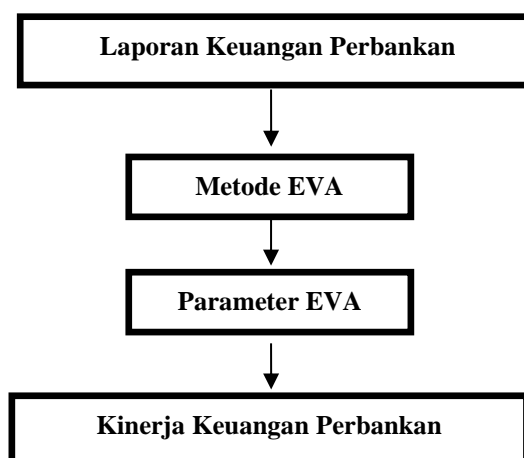 Laporan Keuangan Perbankan
Metode EVA
Parameter EVA
Kinerja Keuangan Perbankan